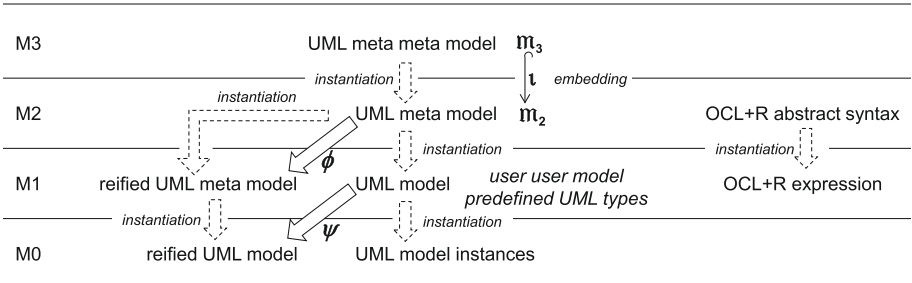 M3 UML meta meta model 𝔪₃
instantiation ι embedding
instantiation
M2 UML meta model 𝔪₂ OCL+R abstract syntax
ϕ instantiation instantiation
M1 reified UML meta model UML model user user model OCL+R expression
predefined UML types
instantiation ψ instantiation
M0 reified UML model UML model instances